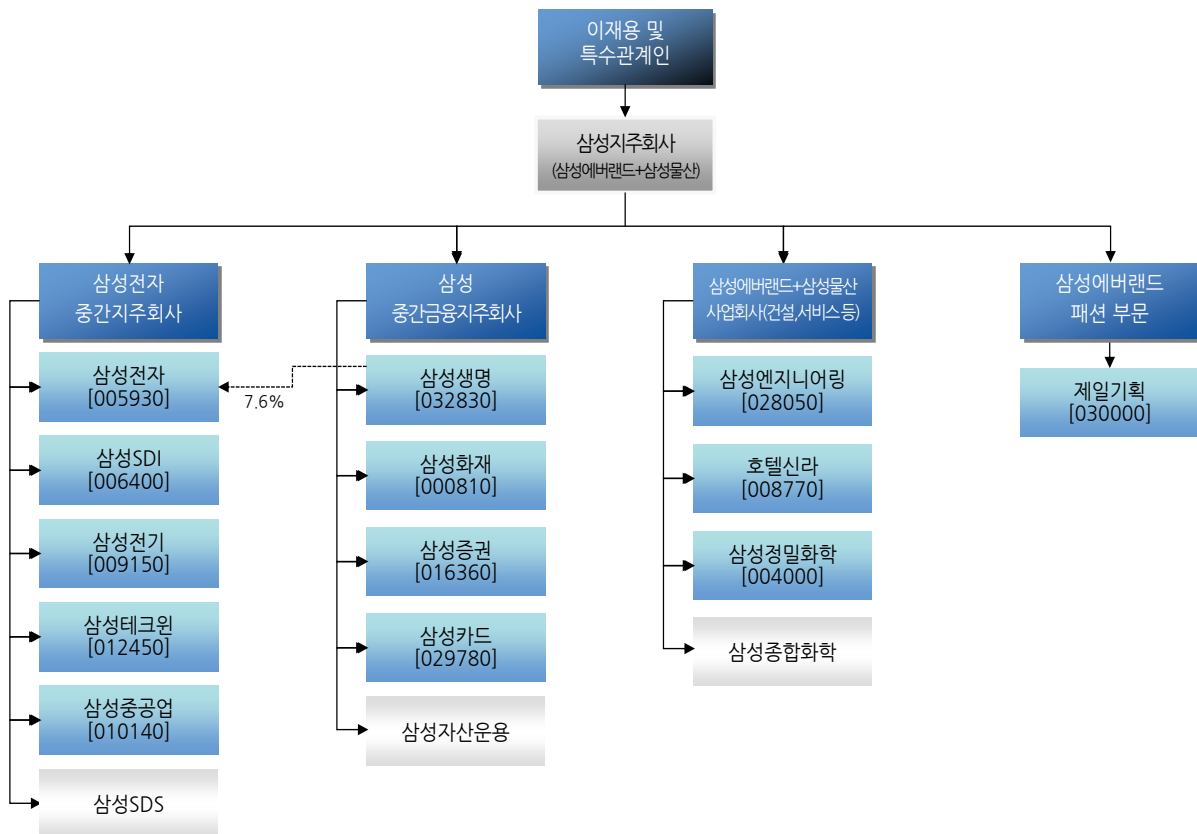 이재용 및
특수관계인
삼성지주회사
(삼성에버랜드+삼성물산)
삼성전자
중간지주회사
삼성전자
[005930]
삼성SDI
[006400]
삼성전기
[009150]
삼성테크윈
[012450]
삼성중공업
[010140]
삼성SDS
7.6%
삼성
중간금융지주회사
삼성생명
[032830]
삼성화재
[000810]
삼성증권
[016360]
삼성카드
[029780]
삼성자산운용
삼성에버랜드+삼성물산
사업회사(건설,서비스 등)
삼성엔지니어링
[028050]
호텔신라
[008770]
삼성정밀화학
[004000]
삼성종합화학
삼성에버랜드
패션 부문
제일기획
[030000]